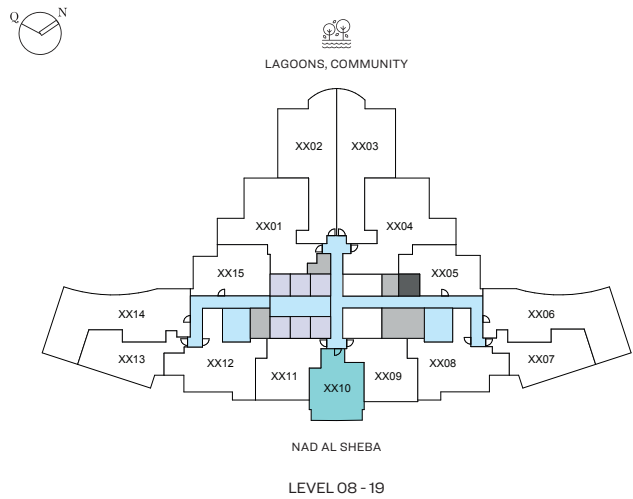 Q N
LAGOONS, COMMUNITY
XX02 XX03
XX01 XX04
XX15 XX05
XX14 XX06
XX13 XX12 XX11 XX10 XX09 XX08 XX07
NAD AL SHEBA
LEVEL 08 - 19